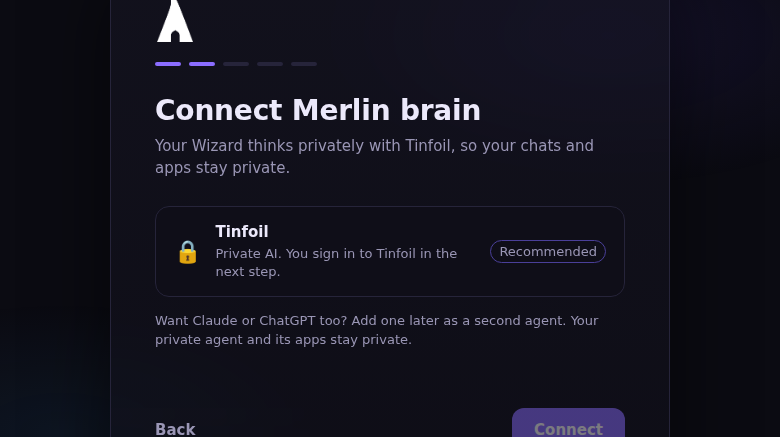 Connect Merlin brain
Your Wizard thinks privately with Tinfoil, so your chats and
apps stay private.
Tinfoil
Private AI. You sign in to Tinfoil in the
next step.
Recommended
Want Claude or ChatGPT too? Add one later as a second agent. Your
private agent and its apps stay private.
Back
Connect